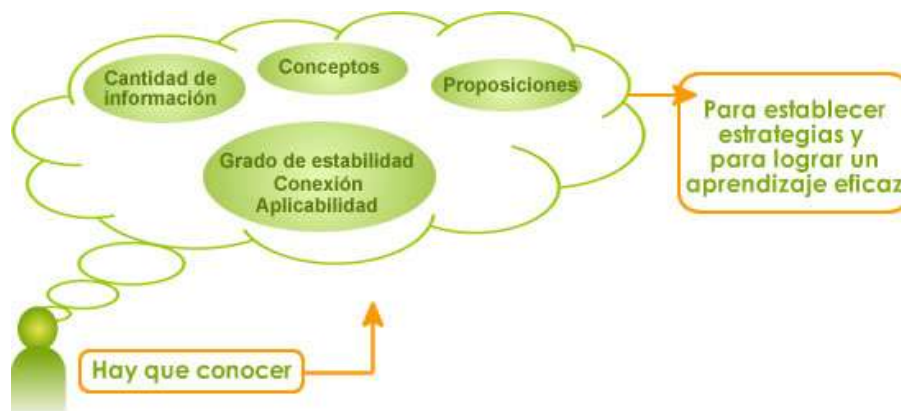 Cantidad de
información
Conceptos
Proposiciones
Grado de estabilidad
Conexión
Aplicabilidad
Para establecer
estrategias y
para lograr un
aprendizaje eficaz
Hay que conocer